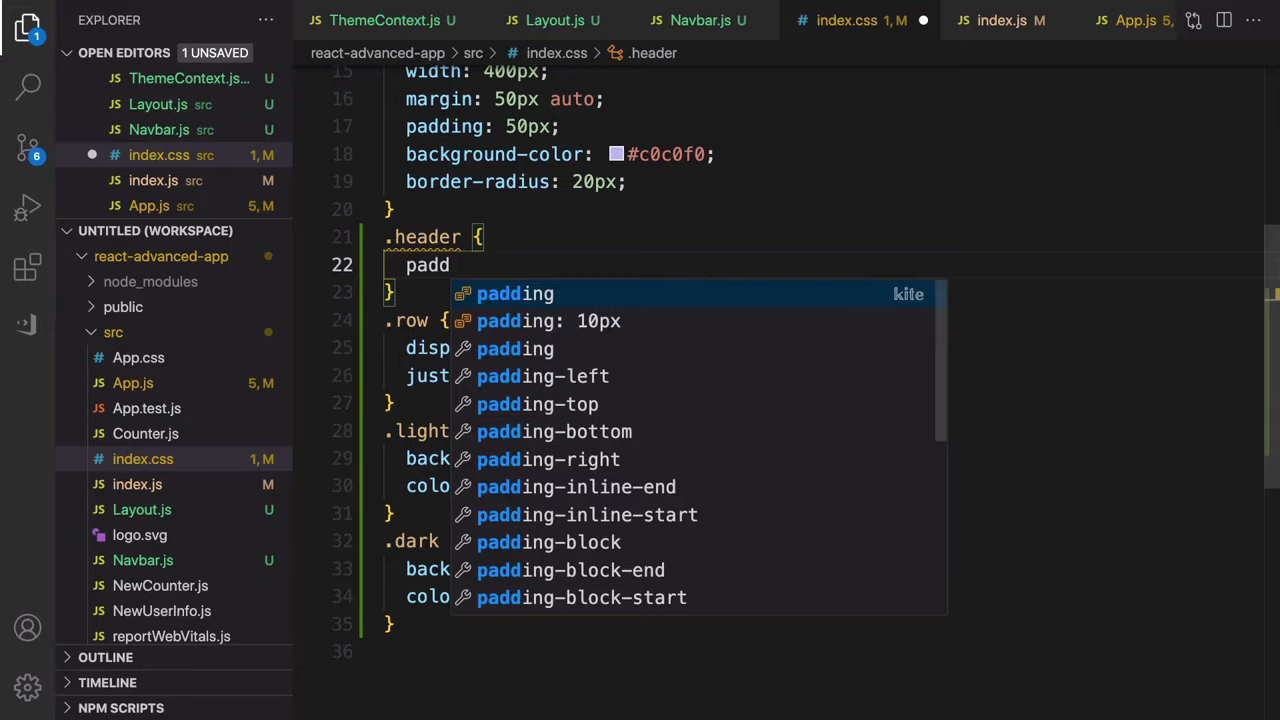 EXPLORER
ThemeContext.js U
Layout.js U
Navbar.js U
# index.css 1, M
JS index.js M
JS App.js 5,
react-advanced-app > src > # index.css > .header
OPEN EDITORS 1 UNSAVED
JS ThemeContext.js... U
JS Layout.js src U
JS Navbar.js src U
# index.css src 1, M
JS index.js src M
JS App.js src 5, M
UNTITLED (WORKSPACE)
react-advanced-app
node_modules
public
src
# App.css
JS App.js 5, M
JS App.test.js
JS Counter.js
# index.css 1, M
JS index.js M
JS Layout.js U
logo.svg
JS Navbar.js U
JS NewCounter.js
JS NewUserInfo.js
JS reportWebVitals.js
OUTLINE
TIMELINE
NPM SCRIPTS
1
6
15 width: 400px;
16 margin: 50px auto;
17 padding: 50px;
18 background-color: #c0c0f0;
19 border-radius: 20px;
20 }
21 .header {
22 padd
23 }
24 .row {
25 disp
26 just
27 }
28 .light
29 back
30 colo
31 }
32 .dark
33 back
34 colo
35 }
36
padding kite
padding: 10px
padding
padding-left
padding-top
padding-bottom
padding-right
padding-inline-end
padding-inline-start
padding-block
padding-block-end
padding-block-start